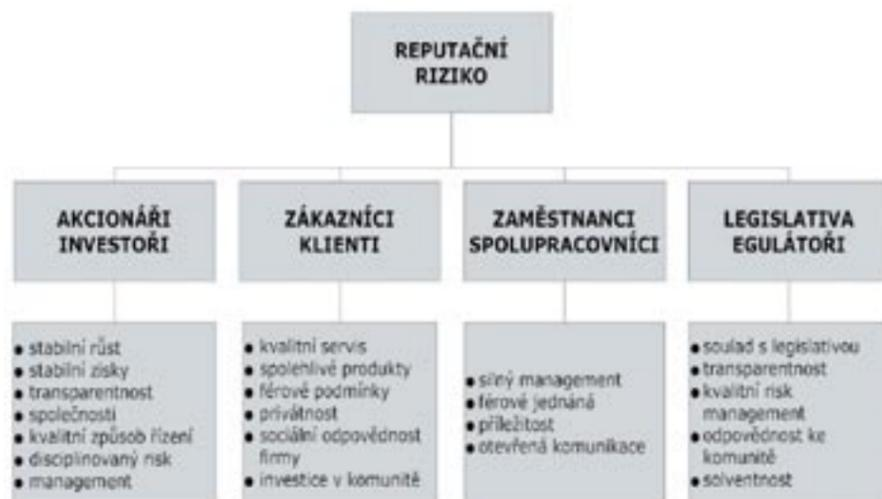 REPUTAČNÍ
RIZIKO
AKCIONÁŘI
INVESTOŘI
ZÁKAZNÍCI
KLIENTI
ZAMĚSTNANCI
SPOLUPRACOVNÍCI
LEGISLATIVA
EGULÁTOŘI
● stabilní růst
● stabilní zisky
● transparentnost
● společnosti
● kvalitní způsob řízení
● disciplinovaný risk
● management
● kvalitní servis
● spolehlivé produkty
● férové podmínky
● privátnost
● sociální odpovědnost
firmy
● investice v komunitě
● silný management
● férové jednáná
● příležitost
● otevřená komunikace
● soulad s legislativou
● transparentnost
● kvalitní risk
management
● odpovědnost ke
komunitě
● solventnost